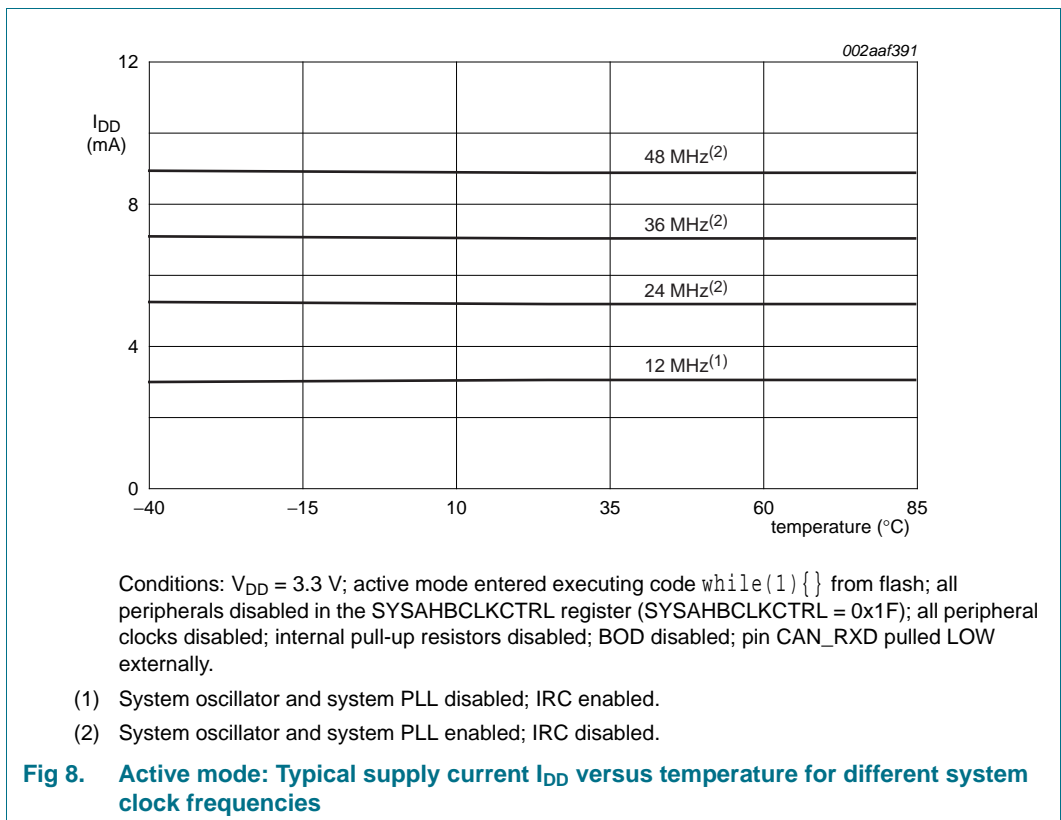 002aaf391
12
I_DD
(mA)
48 MHz(2)
8
36 MHz(2)
24 MHz(2)
4
12 MHz(1)
0
−40 −15 10 35 60 85
temperature (°C)
Conditions: V_DD = 3.3 V; active mode entered executing code while(1){} from flash; all
peripherals disabled in the SYSAHBCLKCTRL register (SYSAHBCLKCTRL = 0x1F); all peripheral
clocks disabled; internal pull-up resistors disabled; BOD disabled; pin CAN_RXD pulled LOW
externally.
(1) System oscillator and system PLL disabled; IRC enabled.
(2) System oscillator and system PLL enabled; IRC disabled.
Fig 8. Active mode: Typical supply current I_DD versus temperature for different system
clock frequencies